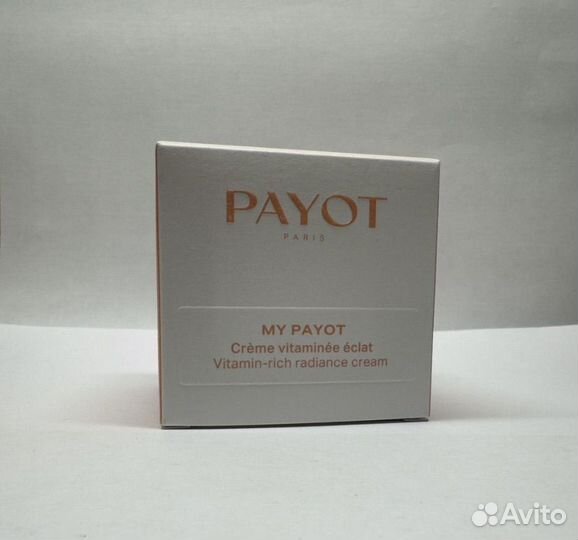 PAYOT
PARIS
MY PAYOT
Crème vitaminée éclat
Vitamin-rich radiance cream
Avito